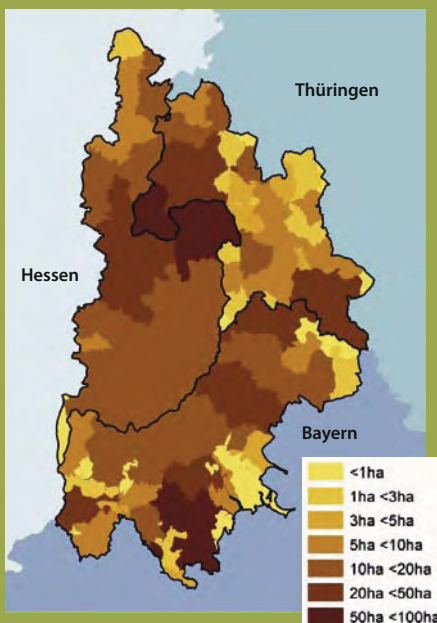 Thüringen
Hessen
Bayern
<1ha
1ha <3ha
3ha <5ha
5ha <10ha
10ha <20ha
20ha <50ha
50ha <100ha